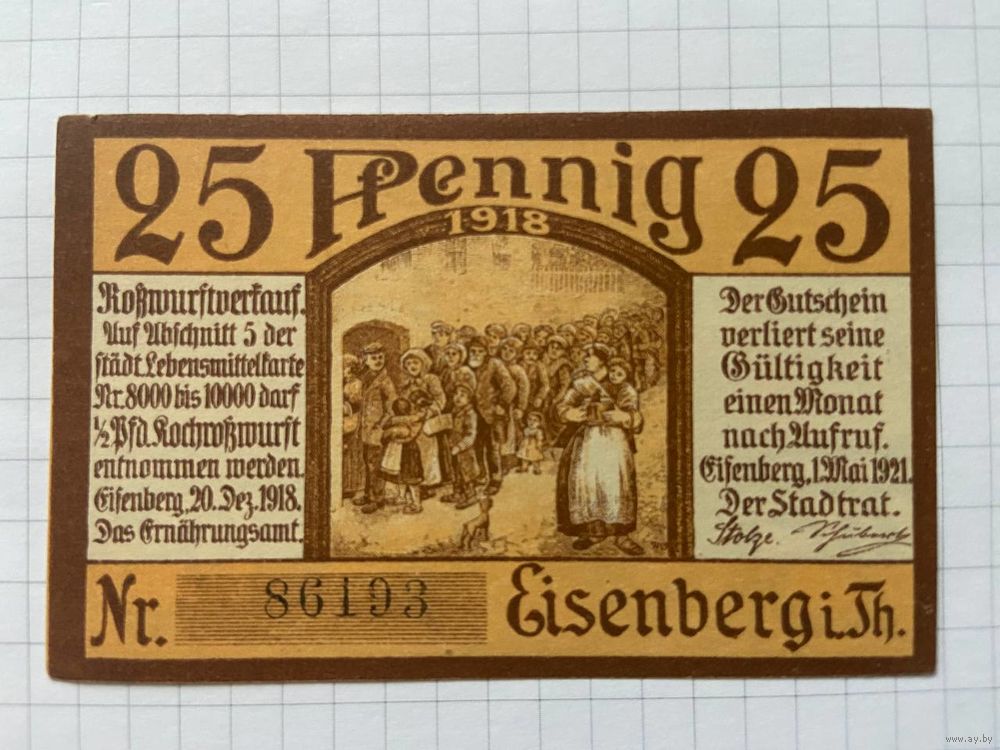 25 Pfennig 25
1918
Roßwurstverkauf.
Auf Abschnitt 5 der
städt. Lebensmittelkarte
Nr. 8000 bis 10000 darf
½ Pfd. Kochroßwurst
entnommen werden.
Eisenberg, 20. Dez. 1918.
Das Ernährungsamt.
Der Gutschein
verliert seine
Gültigkeit
einen Monat
nach Aufruf.
Eisenberg, 1. Mai 1921.
Der Stadtrat.
Stolze.
Nr. 86193 Eisenberg i. Th.
www.ay.by